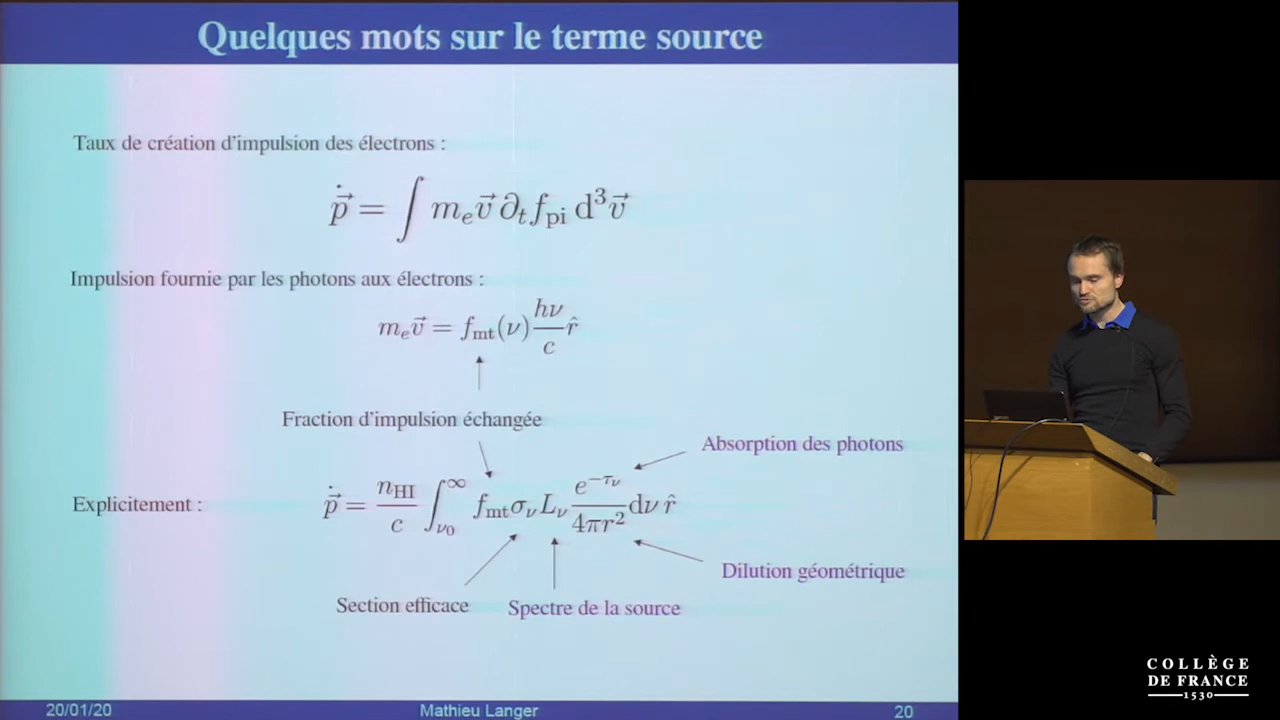 Quelques mots sur le terme source
Taux de création d'impulsion des électrons :
$\dot{\vec{p}} = \int m_e \vec{v}\, \partial_t f_{\mathrm{pi}}\, \mathrm{d}^3\vec{v}$
Impulsion fournie par les photons aux électrons :
$m_e \vec{v} = f_{\mathrm{mt}}(\nu) \frac{h\nu}{c} \hat{r}$
Fraction d'impulsion échangée
Absorption des photons
Explicitement :
$\dot{\vec{p}} = \frac{n_{\mathrm{HI}}}{c} \int_{\nu_0}^{\infty} f_{\mathrm{mt}} \sigma_\nu L_\nu \frac{e^{-\tau_\nu}}{4\pi r^2} \mathrm{d}\nu\, \hat{r}$
Dilution géométrique
Section efficace
Spectre de la source
20/01/20
Mathieu Langer
20
COLLÈGE
DE FRANCE
1530